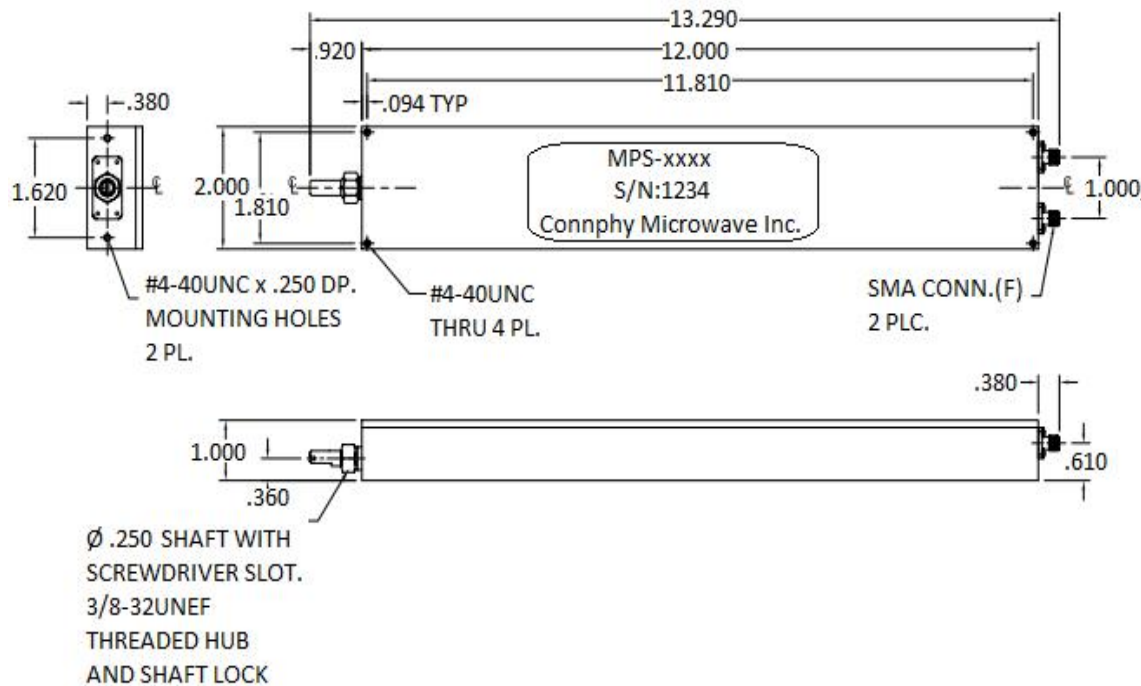 13.290
.920
12.000
11.810
.380
.094 TYP
MPS-xxxx
S/N:1234
Connphy Microwave Inc.
1.620
2.000
1.810
℄
℄
℄
1.000
#4-40UNC x .250 DP.
MOUNTING HOLES
2 PL.
#4-40UNC
THRU 4 PL.
SMA CONN.(F)
2 PLC.
.380
1.000
.360
.610
Ø .250 SHAFT WITH
SCREWDRIVER SLOT.
3/8-32UNEF
THREADED HUB
AND SHAFT LOCK